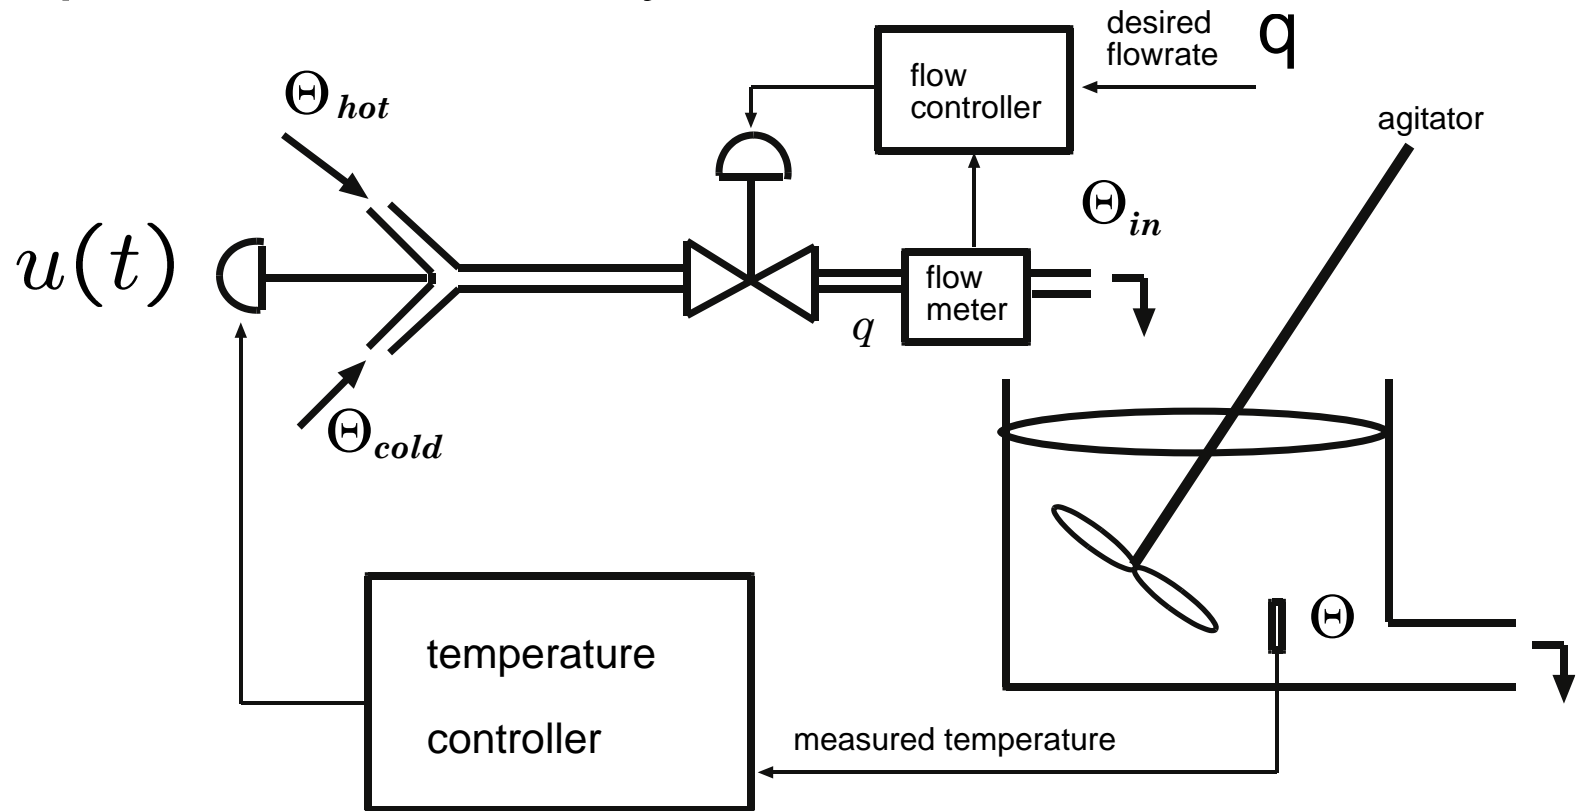 desired
flowrate
q
flow
controller
Θhot
agitator
Θin
u(t)
flow
meter
q
Θcold
Θ
temperature
controller
measured temperature